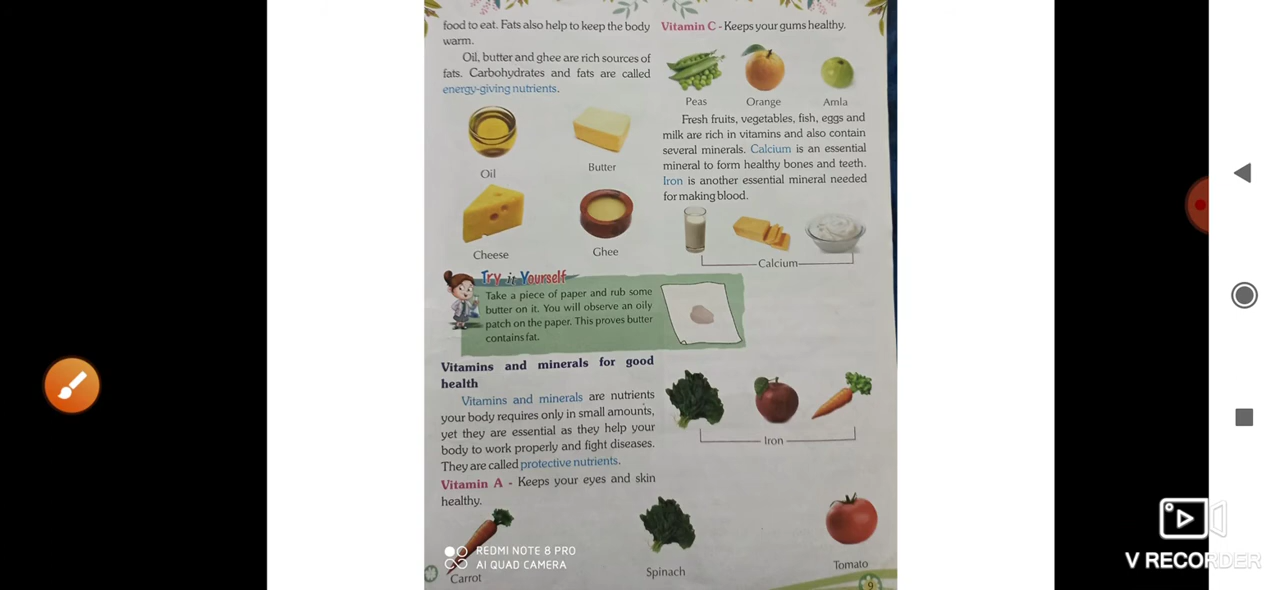 food to eat. Fats also help to keep the body
warm.
Oil, butter and ghee are rich sources of
fats. Carbohydrates and fats are called
energy-giving nutrients.
Oil
Butter
Cheese
Ghee
Try it Yourself
Take a piece of paper and rub some
butter on it. You will observe an oily
patch on the paper. This proves butter
contains fat.
Vitamins and minerals for good
health
Vitamins and minerals are nutrients
your body requires only in small amounts,
yet they are essential as they help your
body to work properly and fight diseases.
They are called protective nutrients.
Vitamin A - Keeps your eyes and skin
healthy.
Carrot
Spinach
Tomato
Vitamin C - Keeps your gums healthy.
Peas
Orange
Amla
Fresh fruits, vegetables, fish, eggs and
milk are rich in vitamins and also contain
several minerals. Calcium is an essential
mineral to form healthy bones and teeth.
Iron is another essential mineral needed
for making blood.
Calcium
Iron
9
REDMI NOTE 8 PRO
AI QUAD CAMERA
V RECORDER